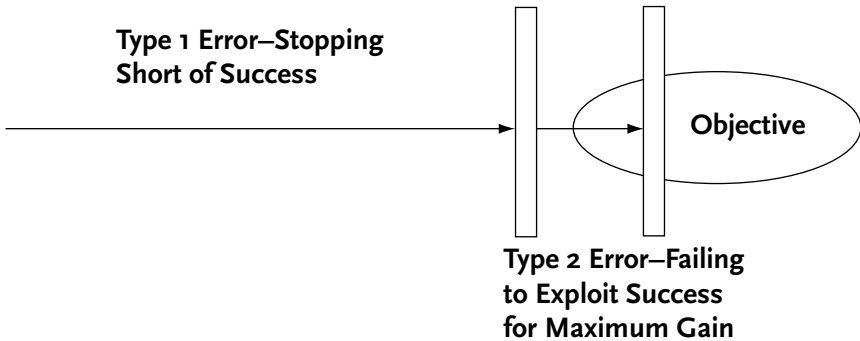 Type 1 Error–Stopping
Short of Success
Objective
Type 2 Error–Failing
to Exploit Success
for Maximum Gain